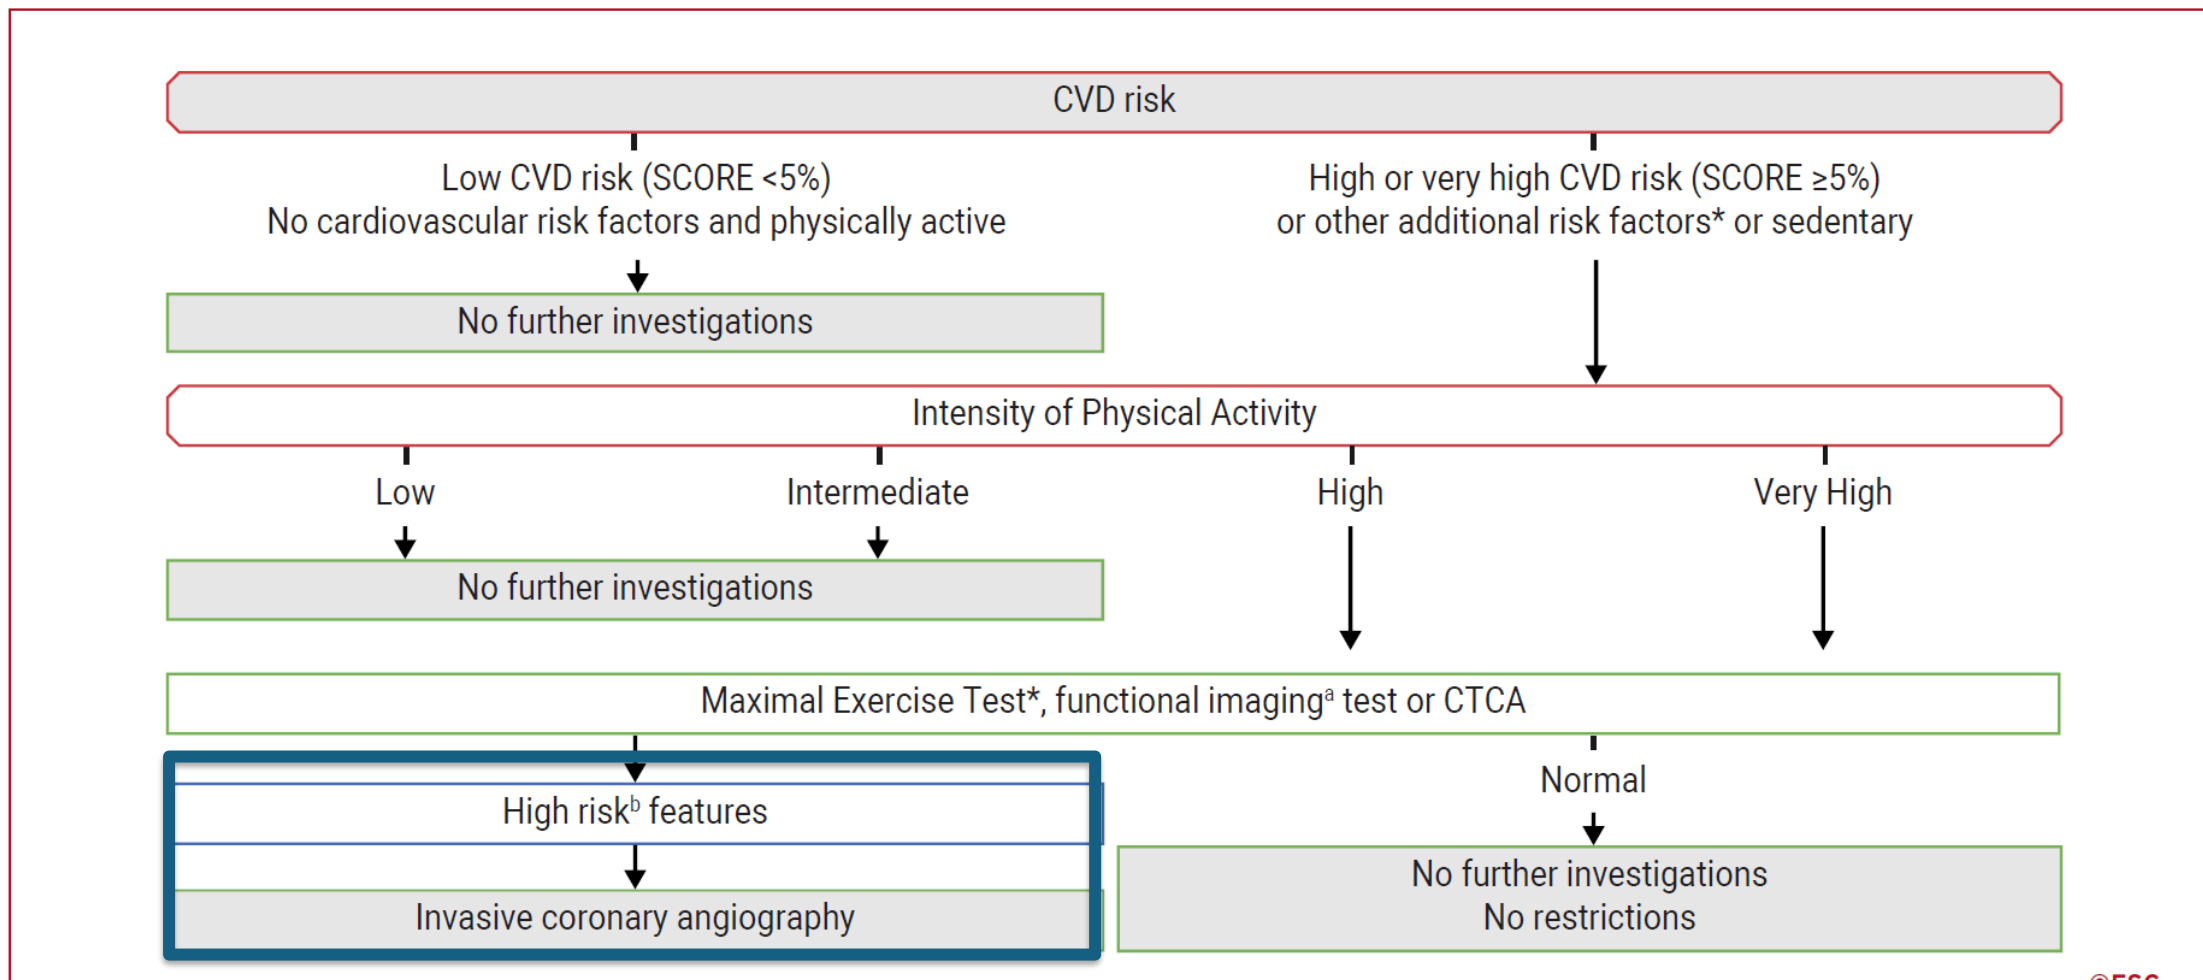 CVD risk
Low CVD risk (SCORE <5%)
No cardiovascular risk factors and physically active
High or very high CVD risk (SCORE ≥5%)
or other additional risk factors* or sedentary
No further investigations
Intensity of Physical Activity
Low
Intermediate
High
Very High
No further investigations
Maximal Exercise Test*, functional imagingᵃ test or CTCA
High riskᵇ features
Normal
Invasive coronary angiography
No further investigations
No restrictions